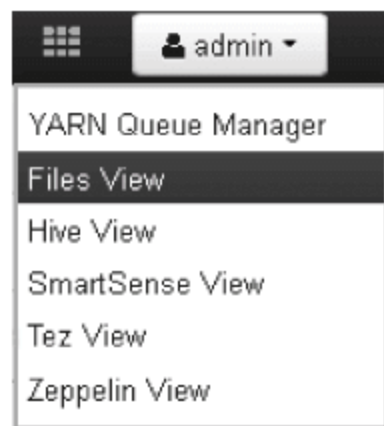 admin
YARN Queue Manager
Files View
Hive View
SmartSense View
Tez View
Zeppelin View